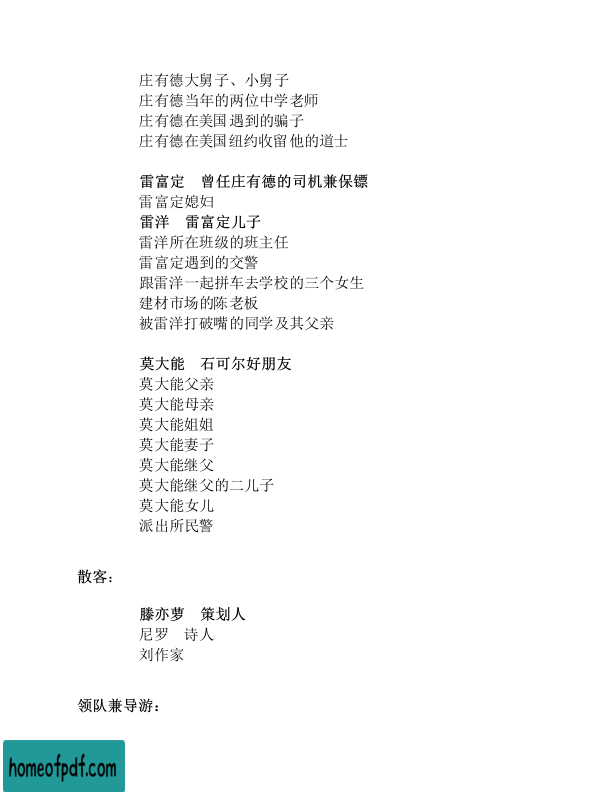 庄有德大舅子、小舅子
庄有德当年的两位中学老师
庄有德在美国遇到的骗子
庄有德在美国纽约收留他的道士
雷富定　曾任庄有德的司机兼保镖
雷富定媳妇
雷洋　雷富定儿子
雷洋所在班级的班主任
雷富定遇到的交警
跟雷洋一起拼车去学校的三个女生
建材市场的陈老板
被雷洋打破嘴的同学及其父亲
莫大能　石可尔好朋友
莫大能父亲
莫大能母亲
莫大能姐姐
莫大能妻子
莫大能继父
莫大能继父的二儿子
莫大能女儿
派出所民警
散客：
滕亦萝　策划人
尼罗　诗人
刘作家
领队兼导游：
homeofpdf.com